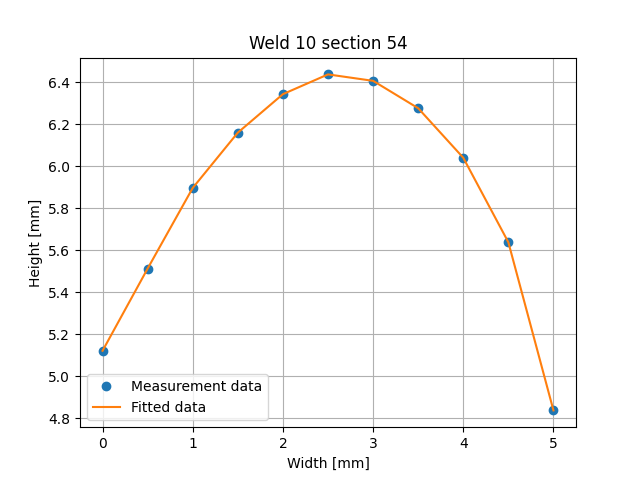 Weld 10 section 54
Height [mm]
6.4
6.2
6.0
5.8
5.6
5.4
5.2
5.0
4.8
Measurement data
Fitted data
0 1 2 3 4 5
Width [mm]